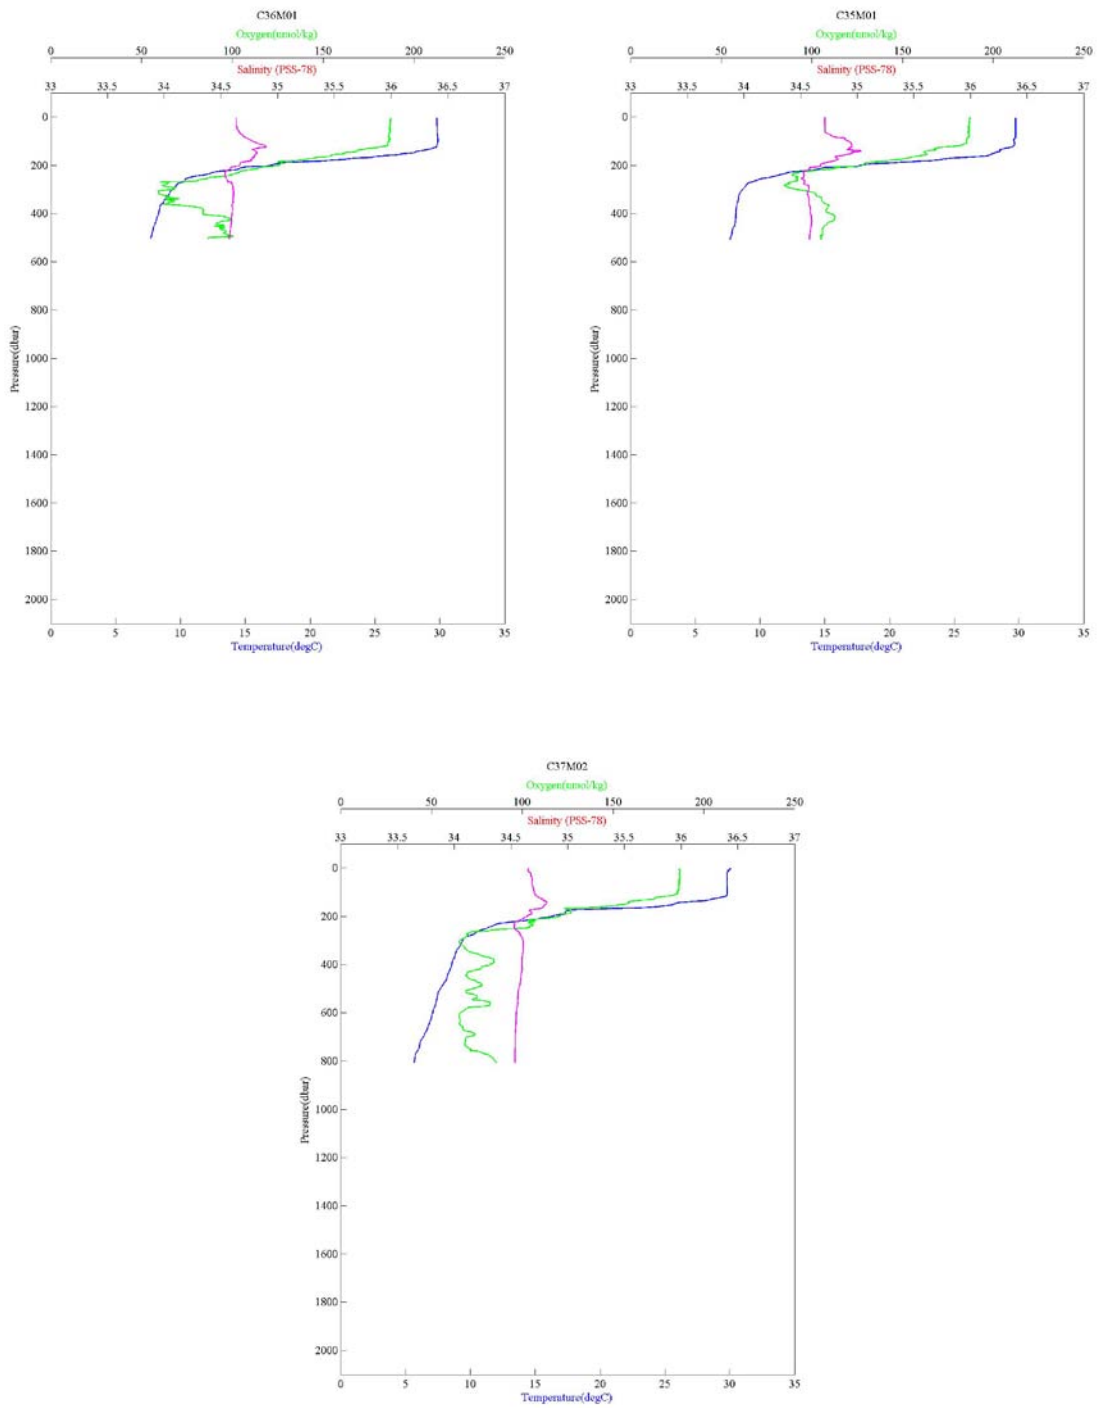 C36M01
Oxygen(umol/kg)
0 50 100 150 200 250
Salinity (PSS-78)
33 33.5 34 34.5 35 35.5 36 36.5 37
0
200
400
600
800
1000
1200
1400
1600
1800
2000
Pressure(dbar)
0 5 10 15 20 25 30 35
Temperature(degC)
C35M01
Oxygen(umol/kg)
0 50 100 150 200 250
Salinity (PSS-78)
33 33.5 34 34.5 35 35.5 36 36.5 37
0
200
400
600
800
1000
1200
1400
1600
1800
2000
Pressure(dbar)
0 5 10 15 20 25 30 35
Temperature(degC)
C37M02
Oxygen(umol/kg)
0 50 100 150 200 250
Salinity (PSS-78)
33 33.5 34 34.5 35 35.5 36 36.5 37
0
200
400
600
800
1000
1200
1400
1600
1800
2000
Pressure(dbar)
0 5 10 15 20 25 30 35
Temperature(degC)